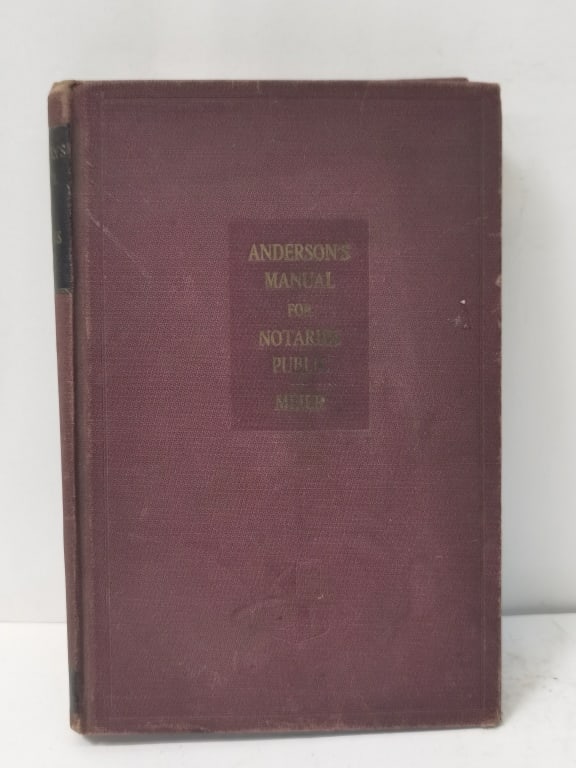 ANDERSON'S
MANUAL
FOR
NOTARIES
PUBLIC
MEIER